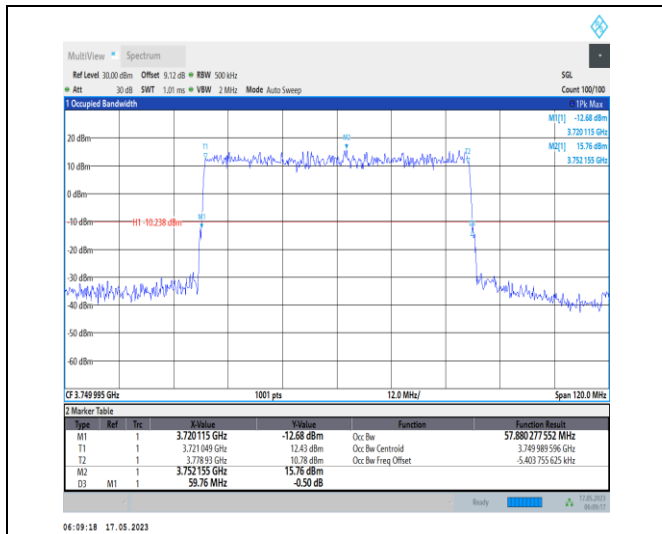 MultiView Spectrum
Ref Level 30.00 dBm Offset 9.12 dB RBW 500 kHz SGL
Att 30 dB SWT 1.01 ms VBW 2 MHz Mode Auto Sweep Count 100/100
1 Occupied Bandwidth 1Pk Max
M1[1] -12.68 dBm
3.720 115 GHz
M2[1] 15.76 dBm
3.752 155 GHz
20 dBm
T1 M2 T2
10 dBm
0 dBm
M1
-10 dBm H1 -10.238 dBm
-20 dBm
-30 dBm
-40 dBm
-50 dBm
-60 dBm
CF 3.749 995 GHz 1001 pts 12.0 MHz/ Span 120.0 MHz
2 Marker Table
Type Ref Trc X-Value Y-Value Function Function Result
M1 1 3.720115 GHz -12.68 dBm Occ Bw 57.880 277 552 MHz
T1 1 3.721 049 GHz 12.43 dBm Occ Bw Centroid 3.749 989 596 GHz
T2 1 3.778 93 GHz 10.78 dBm Occ Bw Freq Offset -5.403 755 625 kHz
M2 1 3.752 155 GHz 15.76 dBm
D3 M1 1 59.76 MHz -0.50 dB
Ready 17.05.2023
06:09:17
06:09:18 17.05.2023